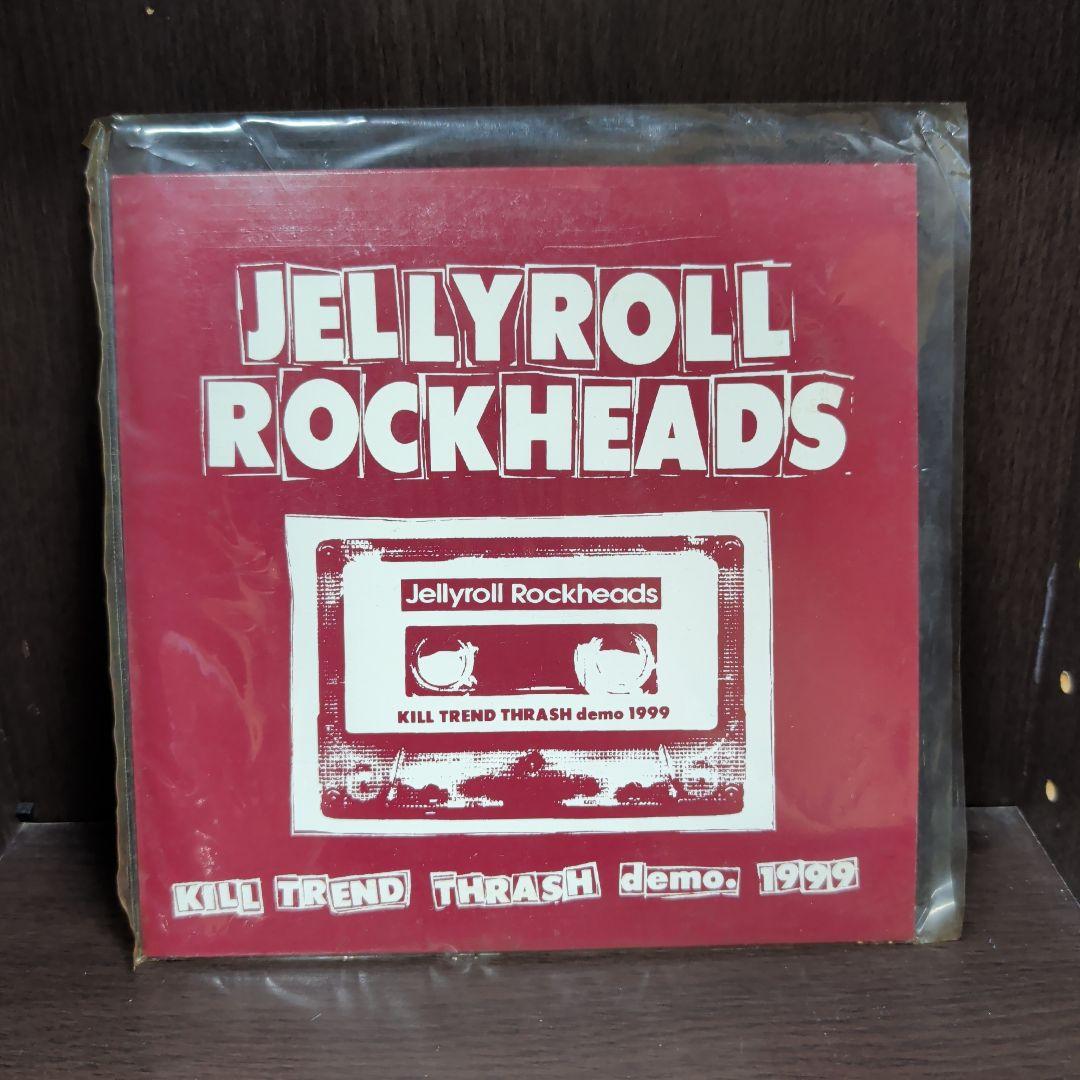 JELLYROLL
ROCKHEADS
Jellyroll Rockheads
KILL TREND THRASH demo 1999
KILL TREND THRASH demo. 1999